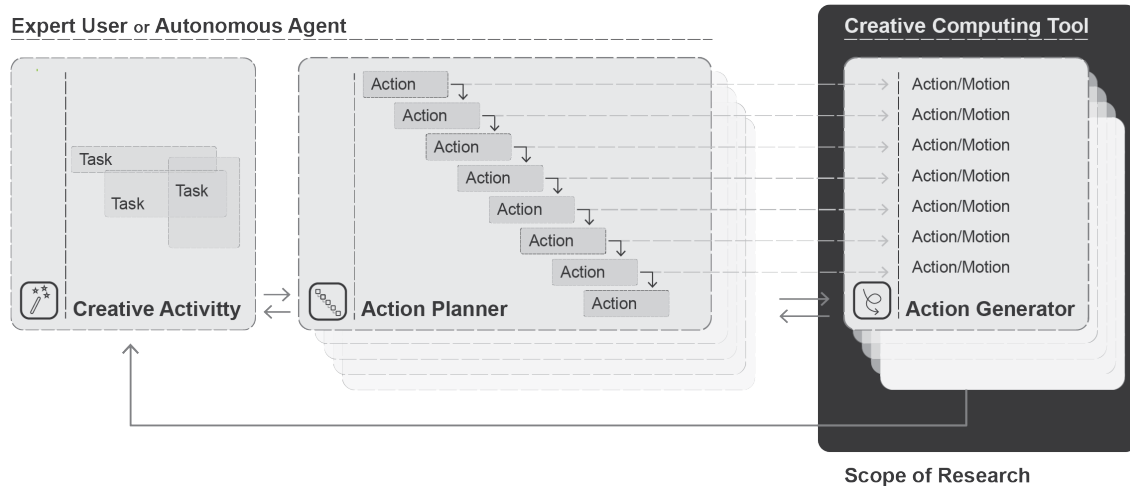 Expert User or Autonomous Agent
Creative Computing Tool
Task
Task
Task
Creative Activitty
Action
Action
Action
Action
Action
Action
Action
Action
Action Planner
Action/Motion
Action/Motion
Action/Motion
Action/Motion
Action/Motion
Action/Motion
Action/Motion
Action Generator
Scope of Research